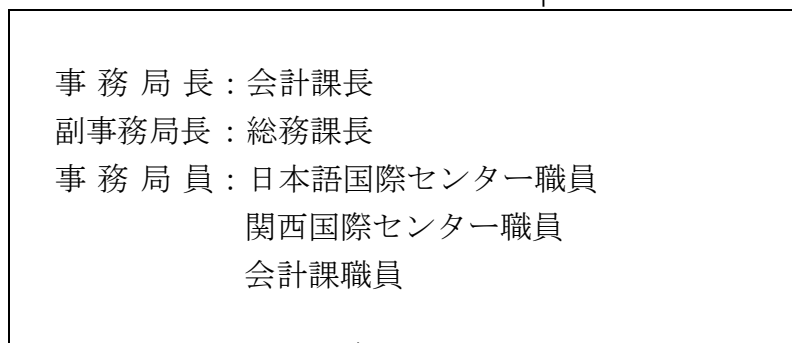 事 務 局 長：会計課長
副事務局長：総務課長
事 務 局 員：日本語国際センター職員
関西国際センター職員
会計課職員